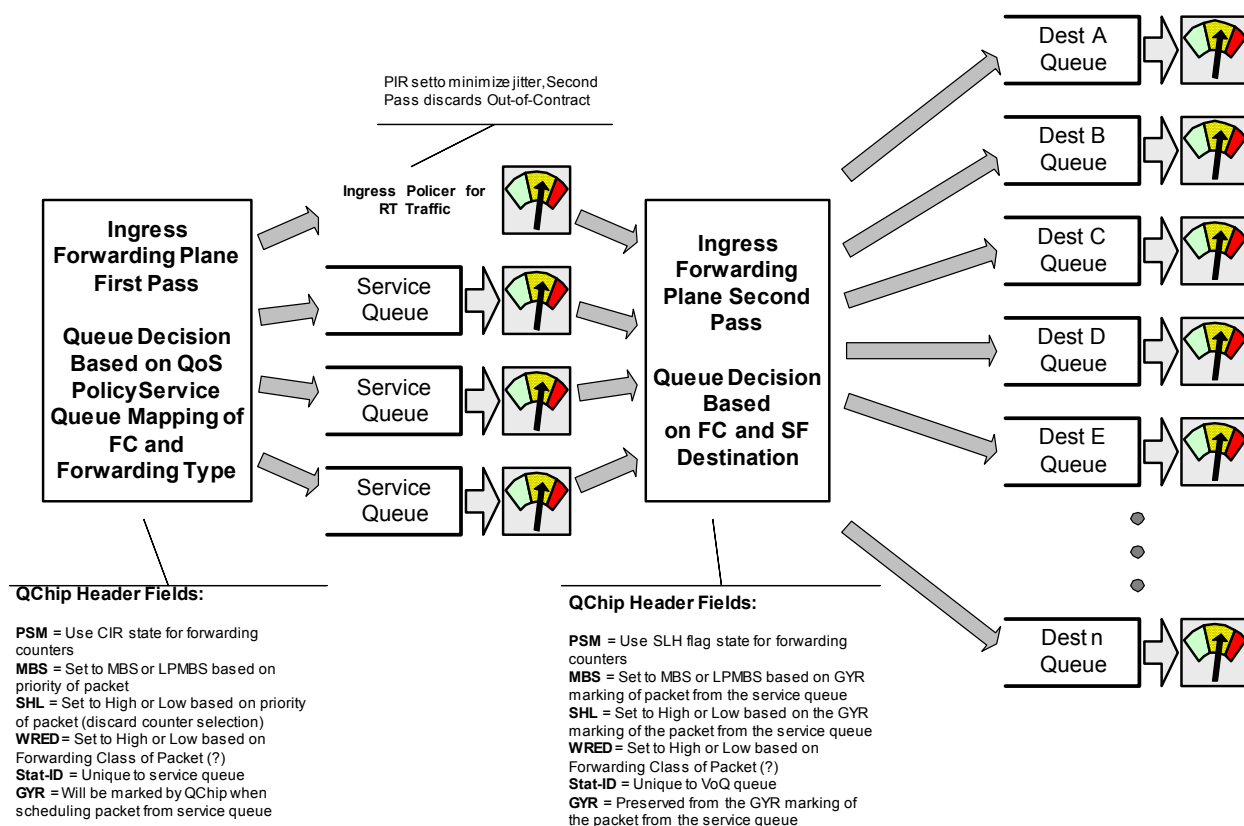 PIR setto minimize jitter, Second
Pass discards Out-of-Contract
Ingress Policer for
RT Traffic
Ingress
Forwarding Plane
First Pass
Queue Decision
Based on QoS
PolicyService
Queue Mapping of
FC and
Forwarding Type
Service
Queue
Service
Queue
Service
Queue
Ingress
Forwarding
Plane Second
Pass
Queue Decision
Based
on FC and SF
Destination
Dest A
Queue
Dest B
Queue
Dest C
Queue
Dest D
Queue
Dest E
Queue
Dest n
Queue
QChip Header Fields:
PSM = Use CIR state for forwarding
counters
MBS = Set to MBS or LPMBS based on
priority of packet
SHL = Set to High or Low based on priority
of packet (discard counter selection)
WRED= Set to High or Low based on
Forwarding Class of Packet (?)
Stat-ID = Unique to service queue
GYR = Will be marked by QChip when
scheduling packet from service queue
QChip Header Fields:
PSM = Use SLH flag state for forwarding
counters
MBS = Set to MBS or LPMBS based on GYR
marking of packet from the service queue
SHL = Set to High or Low based on the GYR
marking of the packet from the service queue
WRED= Set to High or Low based on
Forwarding Class of Packet (?)
Stat-ID = Unique to VoQ queue
GYR = Preserved from the GYR marking of
the packet from the service queue